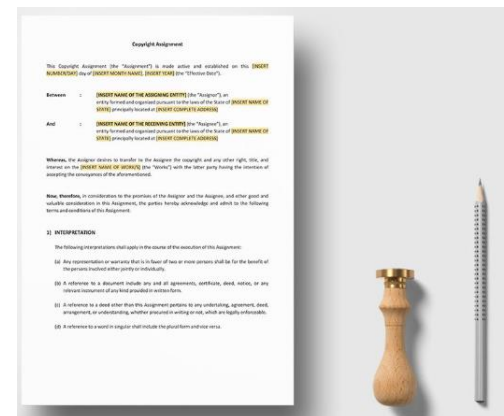 Copyright Assignment
This Copyright Assignment (the "Assignment") is made active and established on this [INSERT
NUMBER/DAY] day of [INSERT MONTH NAME], [INSERT YEAR] (the "Effective Date").
Between : [INSERT NAME OF THE ASSIGNING ENTITY] (the "Assigner"), an
entity formed and organized pursuant to the laws of the State of [INSERT NAME OF
STATE] principally located at [INSERT COMPLETE ADDRESS]
And : [INSERT NAME OF THE RECEIVING ENTITY] (the "Assignee"), an
entity formed and organized pursuant to the laws of the State of [INSERT NAME OF
STATE] principally located at [INSERT COMPLETE ADDRESS]
Whereas, the Assigner desires to transfer to the Assignee the copyright and any other right, title, and
interest on the [INSERT NAME OF WORK/S] (the "Works") with the latter party having the intention of
accepting the conveyances of the aforementioned.
Now, therefore, in consideration to the promises of the Assigner and the Assignee, and other good and
valuable consideration in this Assignment, the parties hereby acknowledge and admit to the following
terms and conditions of this Assignment.
1) INTERPRETATION
The following interpretations shall apply in the course of the execution of this Assignment:
(a) Any representation or warranty that is in favor of two or more persons shall be for the benefit of
the persons involved either jointly or individually.
(b) A reference to a document include any and all agreements, certificate, deed, notice, or any
relevant instrument of any kind provided in written form.
(c) A reference to a deed other than this Assignment pertains to any undertaking, agreement, deed,
arrangement, or understanding, whether procured in writing or not, which are legally enforceable.
(d) A reference to a word in singular shall include the plural form and vice versa.